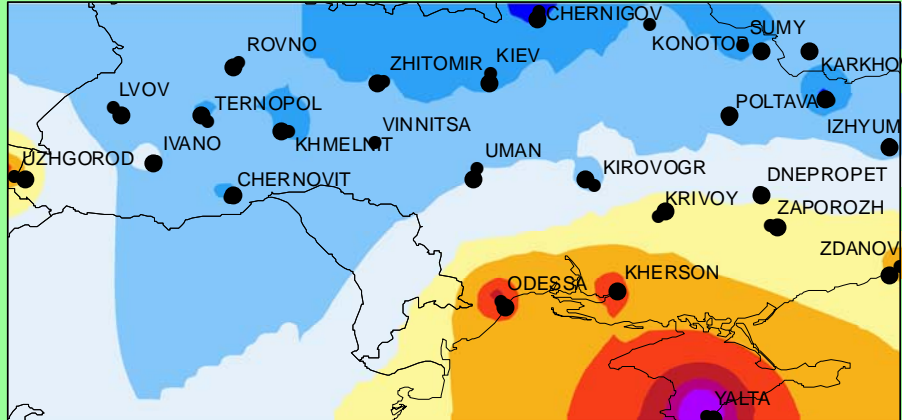 CHERNIGOV
SUMY
KONOTOP
ROVNO
KIEV
ZHITOMIR
KARKHO
LVOV
TERNOPOL
POLTAVA
VINNITSA
IZHYUM
IVANO
KHMELNIT
UZHGOROD
UMAN
KIROVOGR
DNEPROPET
CHERNOVIT
KRIVOY
ZAPOROZH
ZDANOV
KHERSON
ODESSA
YALTA